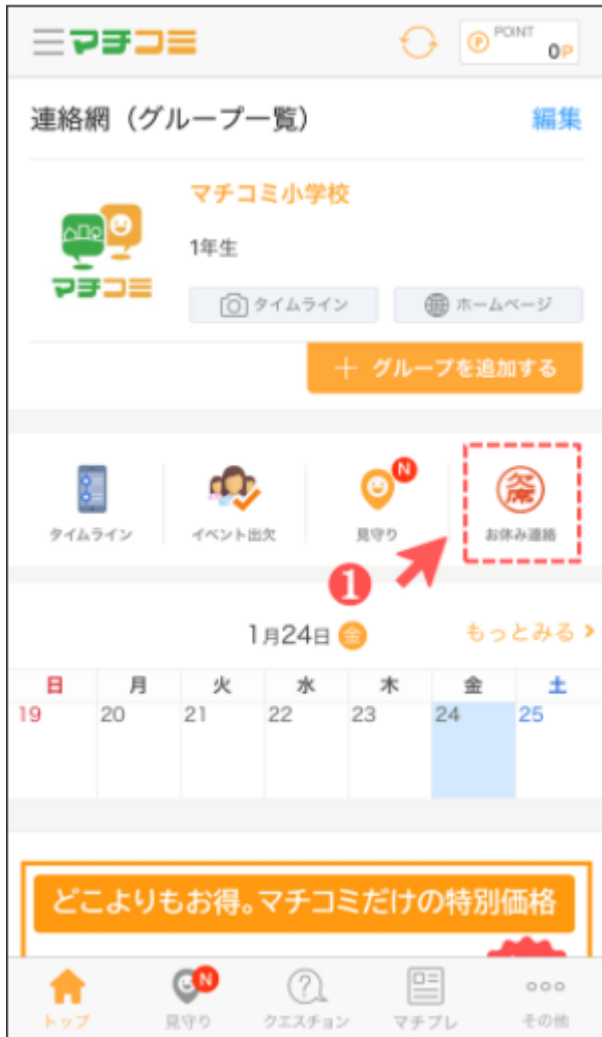 マチコミ
POINT
0P
連絡網（グループ一覧）
編集
マチコミ小学校
1年生
マチコミ
タイムライン
ホームページ
＋ グループを追加する
タイムライン
イベント出欠
N
見守り
欠席
お休み連絡
1
1月24日 金
もっとみる >
日 月 火 水 木 金 土
19 20 21 22 23 24 25
どこよりもお得。マチコミだけの特別価格
トップ
N
見守り
クエスチョン
マチプレ
その他